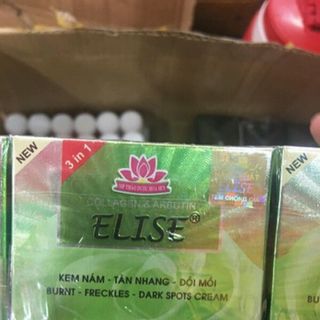 NEW
3 in 1
COLLAGEN & ARBUTIN
ELISE®
KEM NÁM - TÀN NHANG - ĐỒI MỒI
BURNT - FRECKLES - DARK SPOTS CREAM
ELISE
NEW